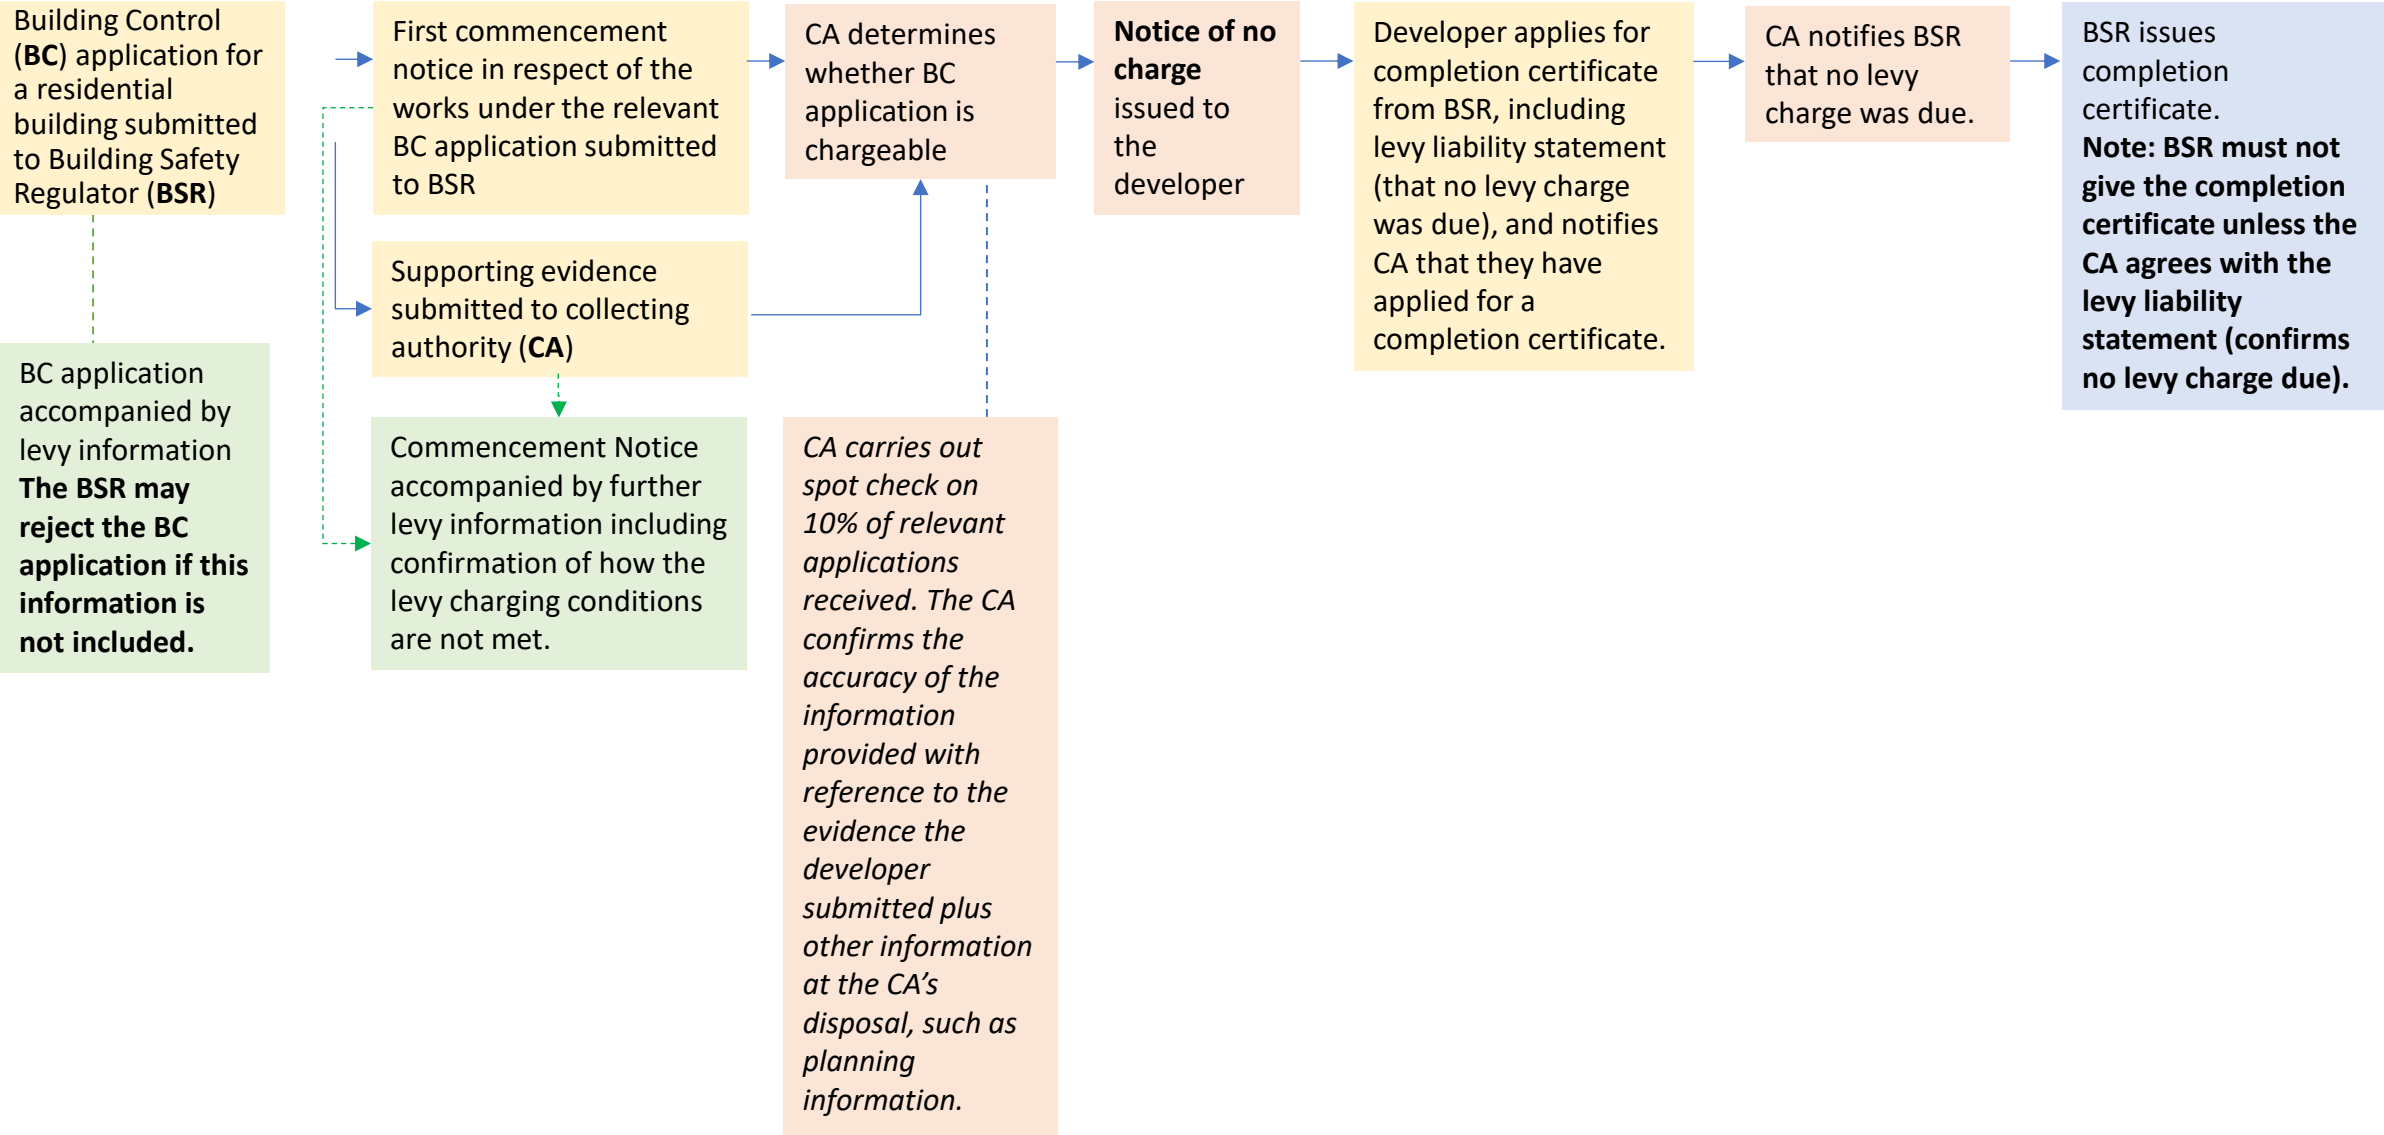 Building Control
(BC) application for
a residential
building submitted
to Building Safety
Regulator (BSR)
BC application
accompanied by
levy information
The BSR may
reject the BC
application if this
information is
not included.
First commencement
notice in respect of the
works under the relevant
BC application submitted
to BSR
Supporting evidence
submitted to collecting
authority (CA)
Commencement Notice
accompanied by further
levy information including
confirmation of how the
levy charging conditions
are not met.
CA determines
whether BC
application is
chargeable
CA carries out
spot check on
10% of relevant
applications
received. The CA
confirms the
accuracy of the
information
provided with
reference to the
evidence the
developer
submitted plus
other information
at the CA’s
disposal, such as
planning
information.
Notice of no
charge
issued to
the
developer
Developer applies for
completion certificate
from BSR, including
levy liability statement
(that no levy charge
was due), and notifies
CA that they have
applied for a
completion certificate.
CA notifies BSR
that no levy
charge was due.
BSR issues
completion
certificate.
Note: BSR must not
give the completion
certificate unless the
CA agrees with the
levy liability
statement (confirms
no levy charge due).